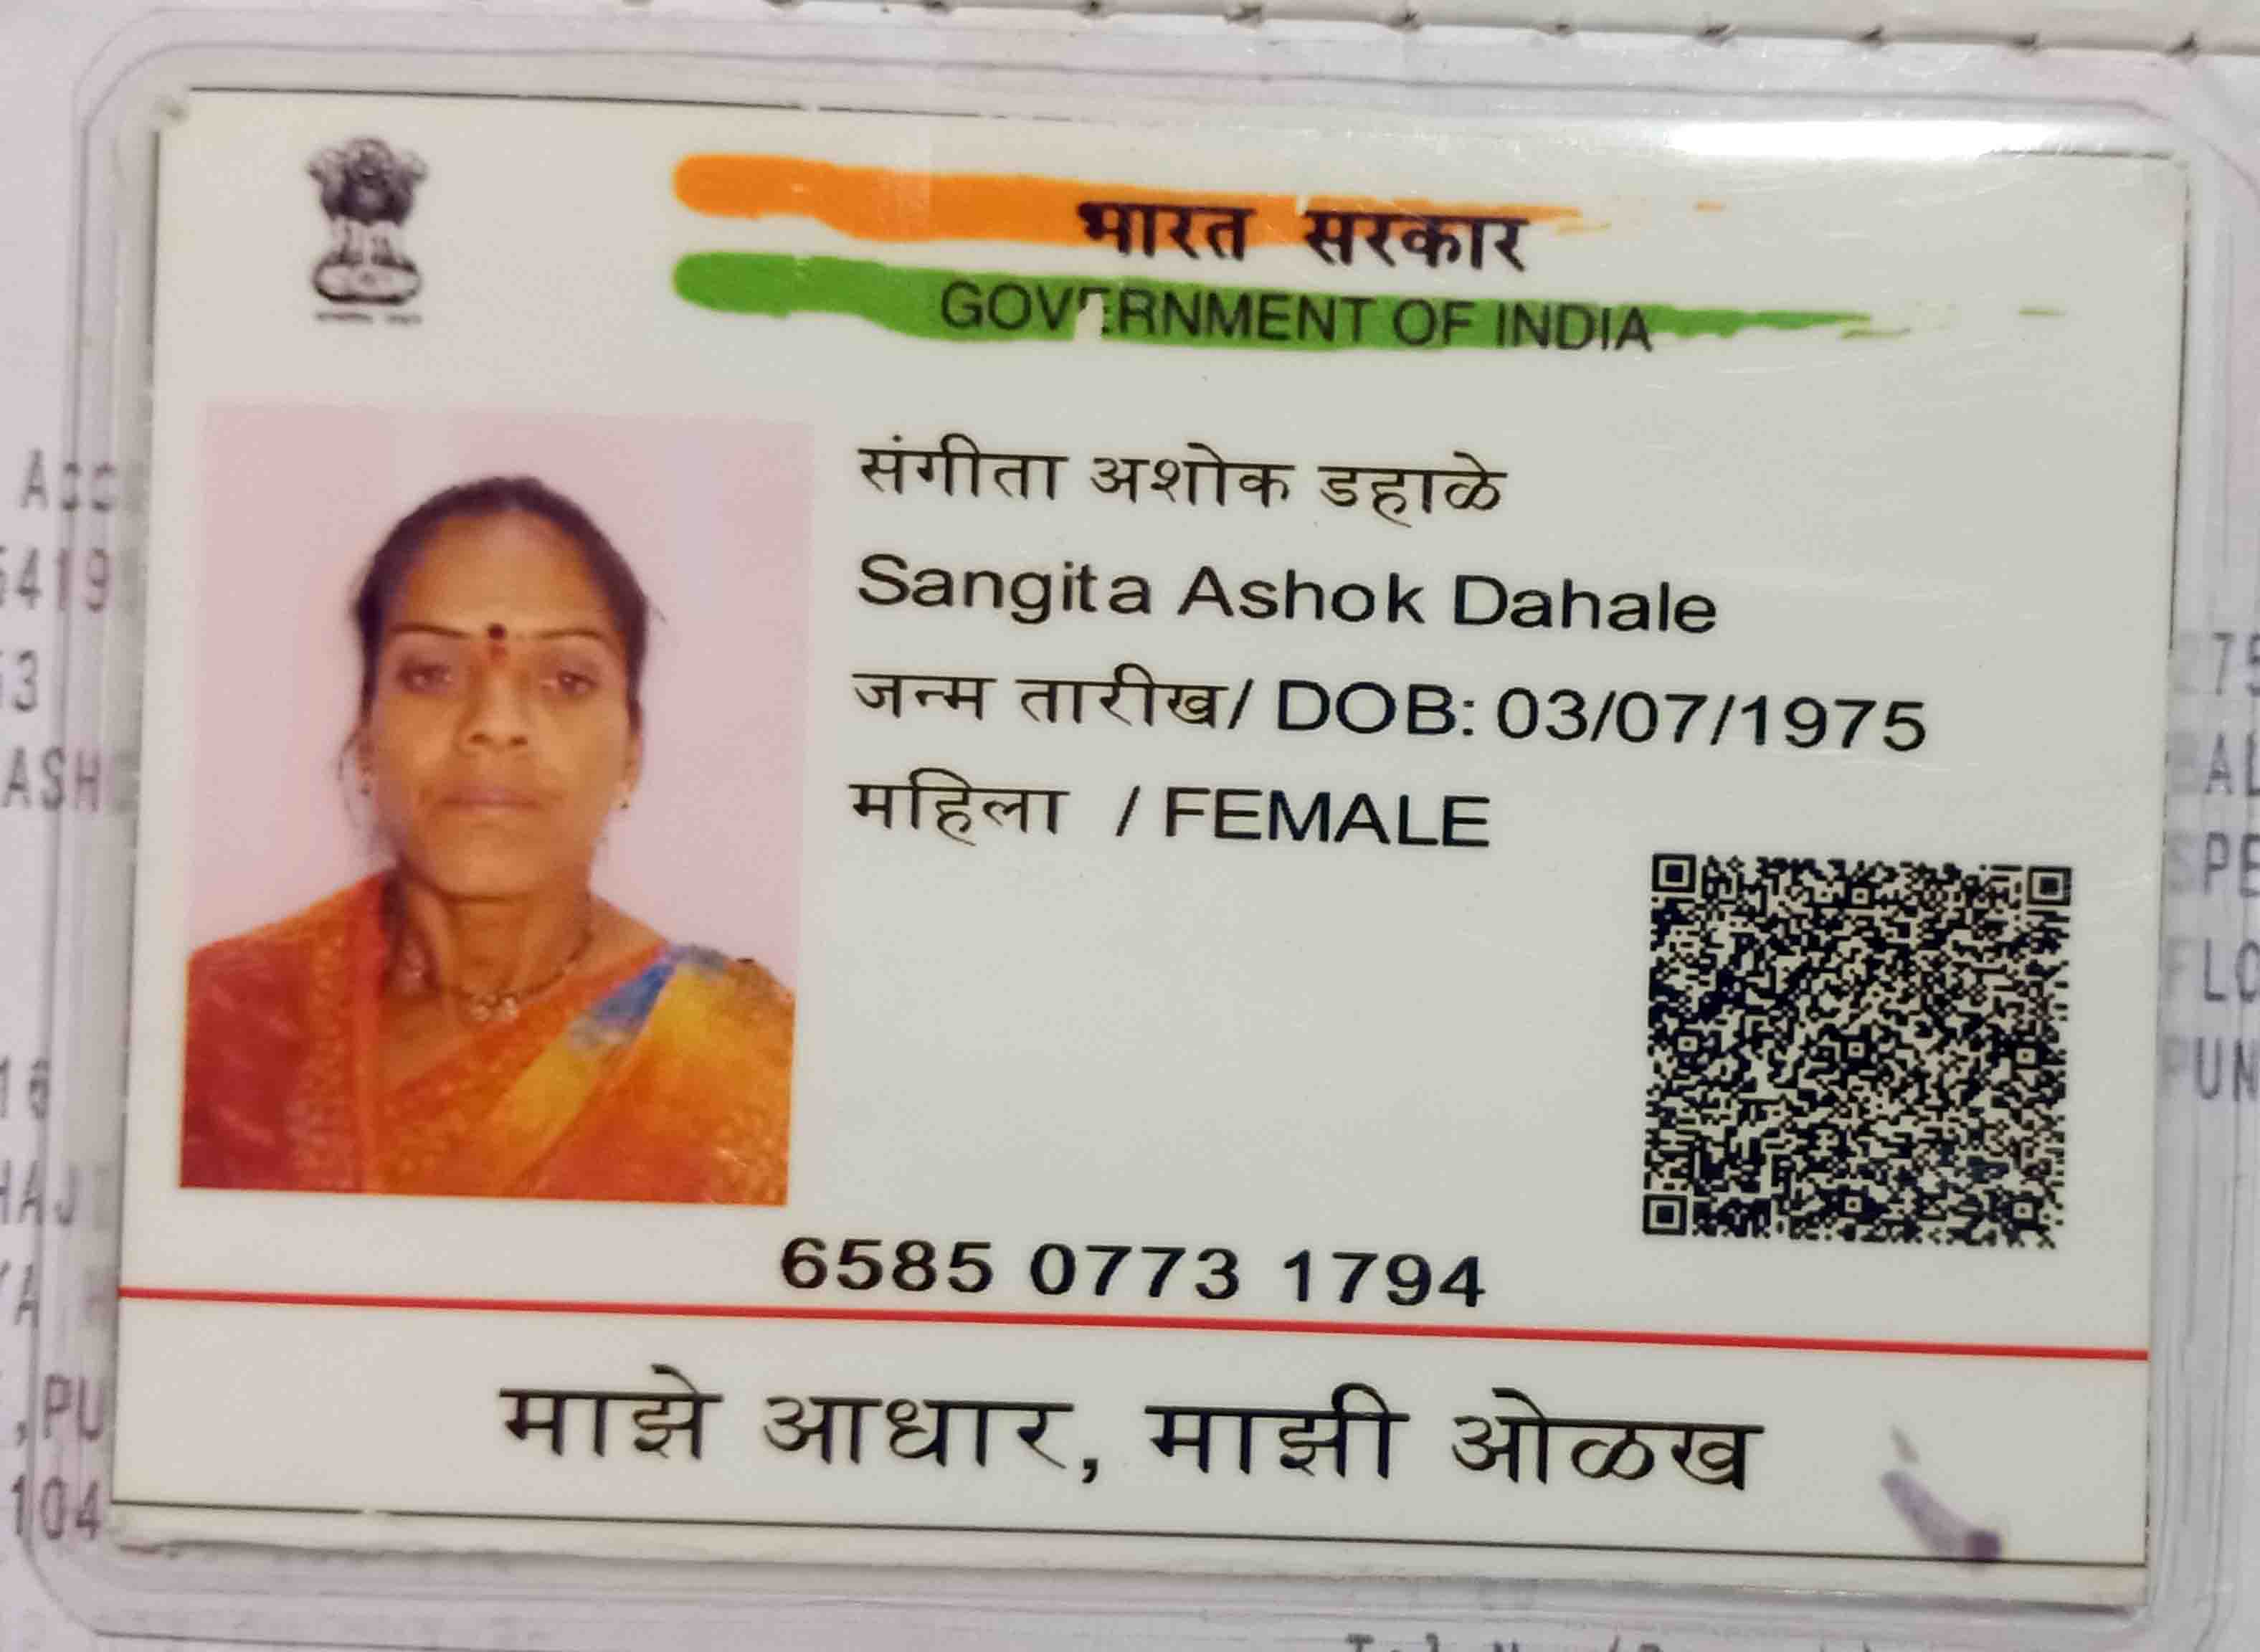 भारत सरकार
GOVERNMENT OF INDIA
संगीता अशोक डहाळे
Sangita Ashok Dahale
जन्म तारीख/ DOB: 03/07/1975
महिला / FEMALE
6585 0773 1794
माझे आधार, माझी ओळख